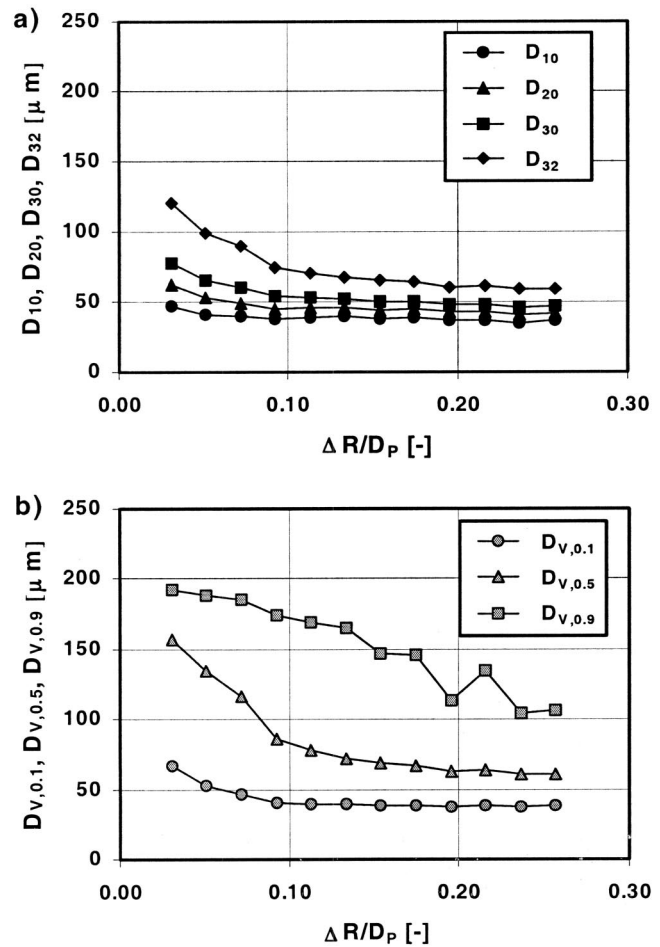 a)
250
200
150
100
50
0
D10, D20, D30, D32 [μ m]
D10
D20
D30
D32
0.00 0.10 0.20 0.30
Δ R/DP [-]
b)
250
200
150
100
50
0
DV,0.1, DV,0.5, DV,0.9 [μ m]
DV,0.1
DV,0.5
DV,0.9
0.00 0.10 0.20 0.30
Δ R/DP [-]